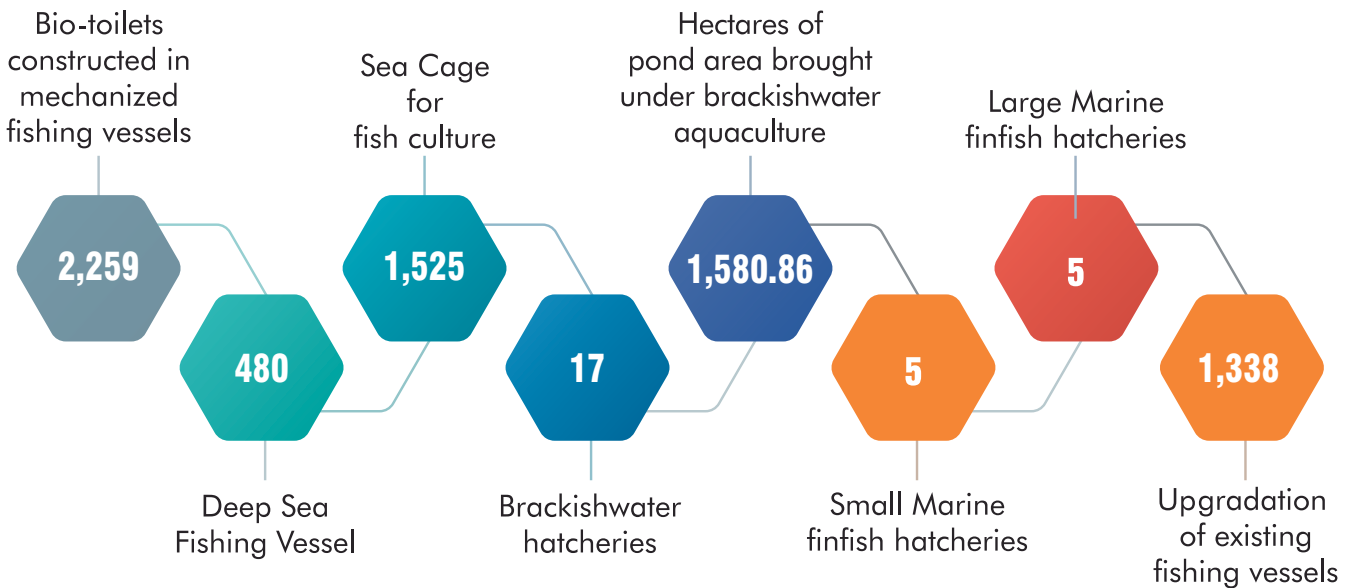 Bio-toilets
constructed in
mechanized
fishing vessels
2,259
480
Deep Sea
Fishing Vessel
Sea Cage
for
fish culture
1,525
17
Brackishwater
hatcheries
Hectares of
pond area brought
under brackishwater
aquaculture
1,580.86
5
Small Marine
finfish hatcheries
Large Marine
finfish hatcheries
5
1,338
Upgradation
of existing
fishing vessels